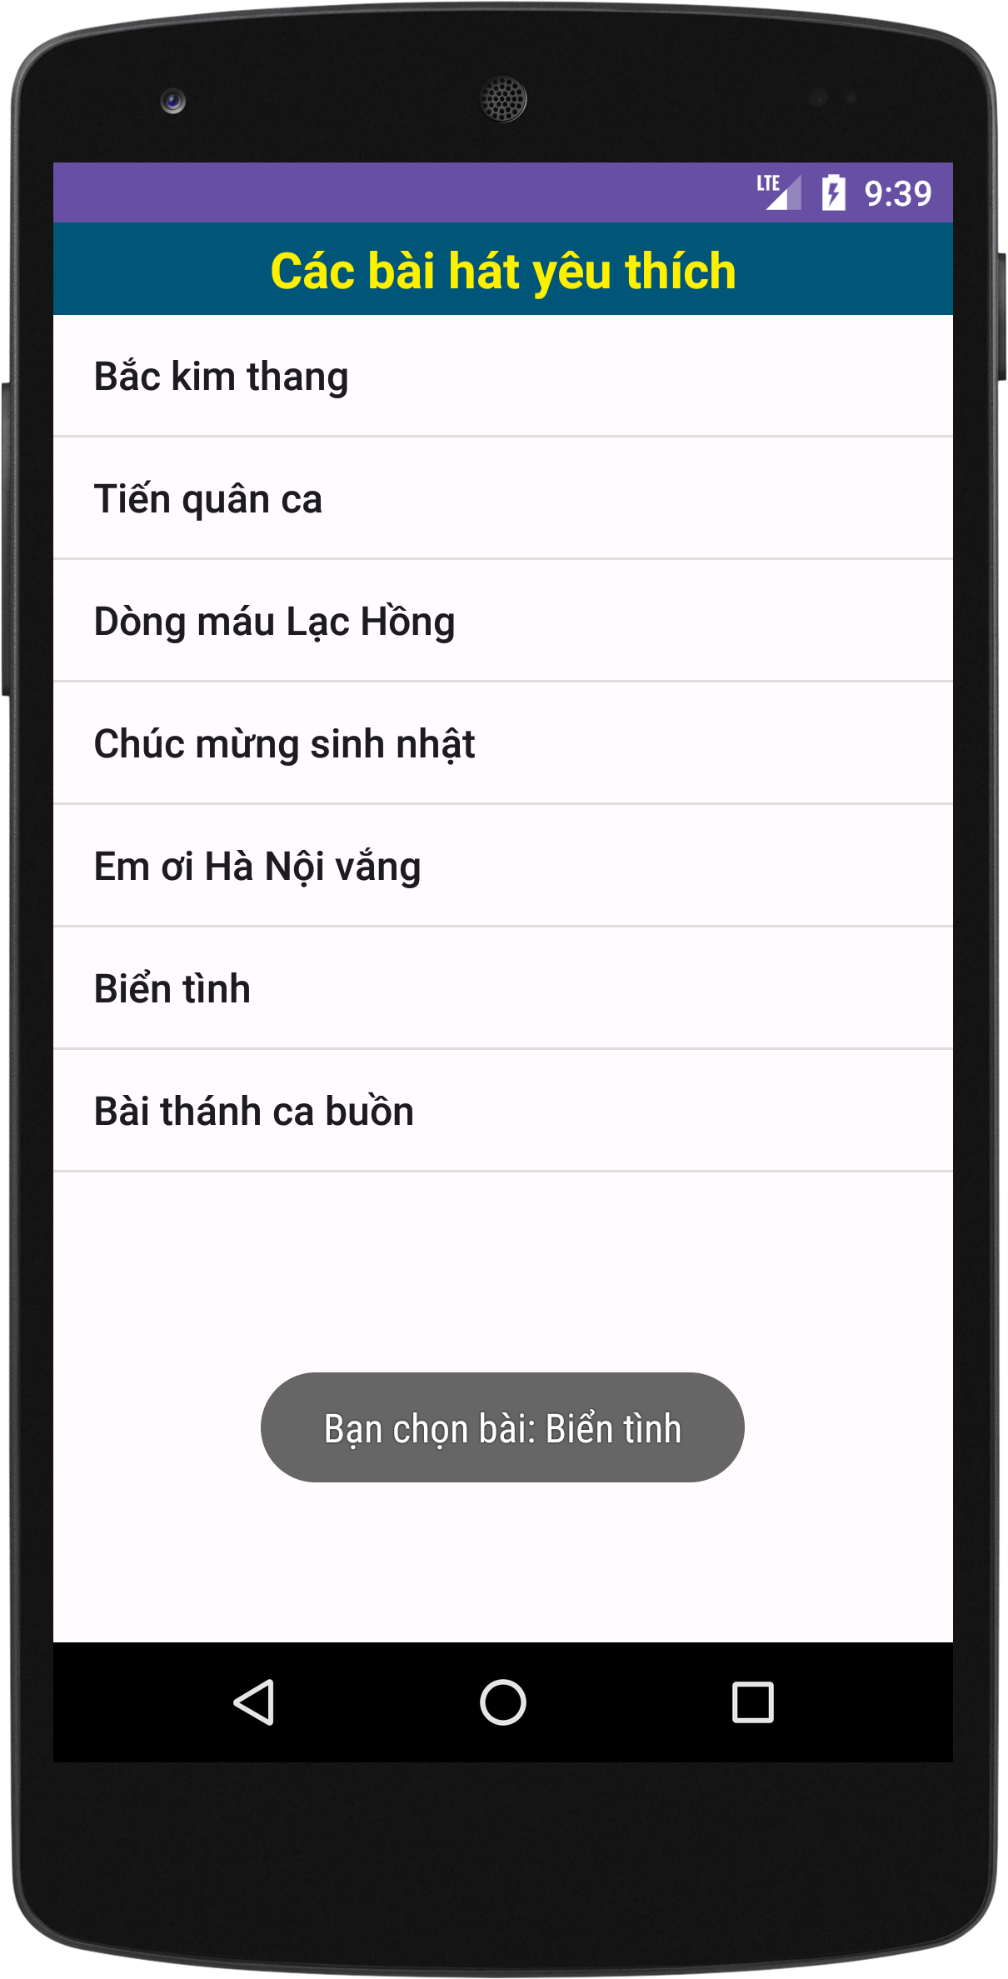 LTE 9:39
Các bài hát yêu thích
Bắc kim thang
Tiến quân ca
Dòng máu Lạc Hồng
Chúc mừng sinh nhật
Em ơi Hà Nội vắng
Biển tình
Bài thánh ca buồn
Bạn chọn bài: Biển tình